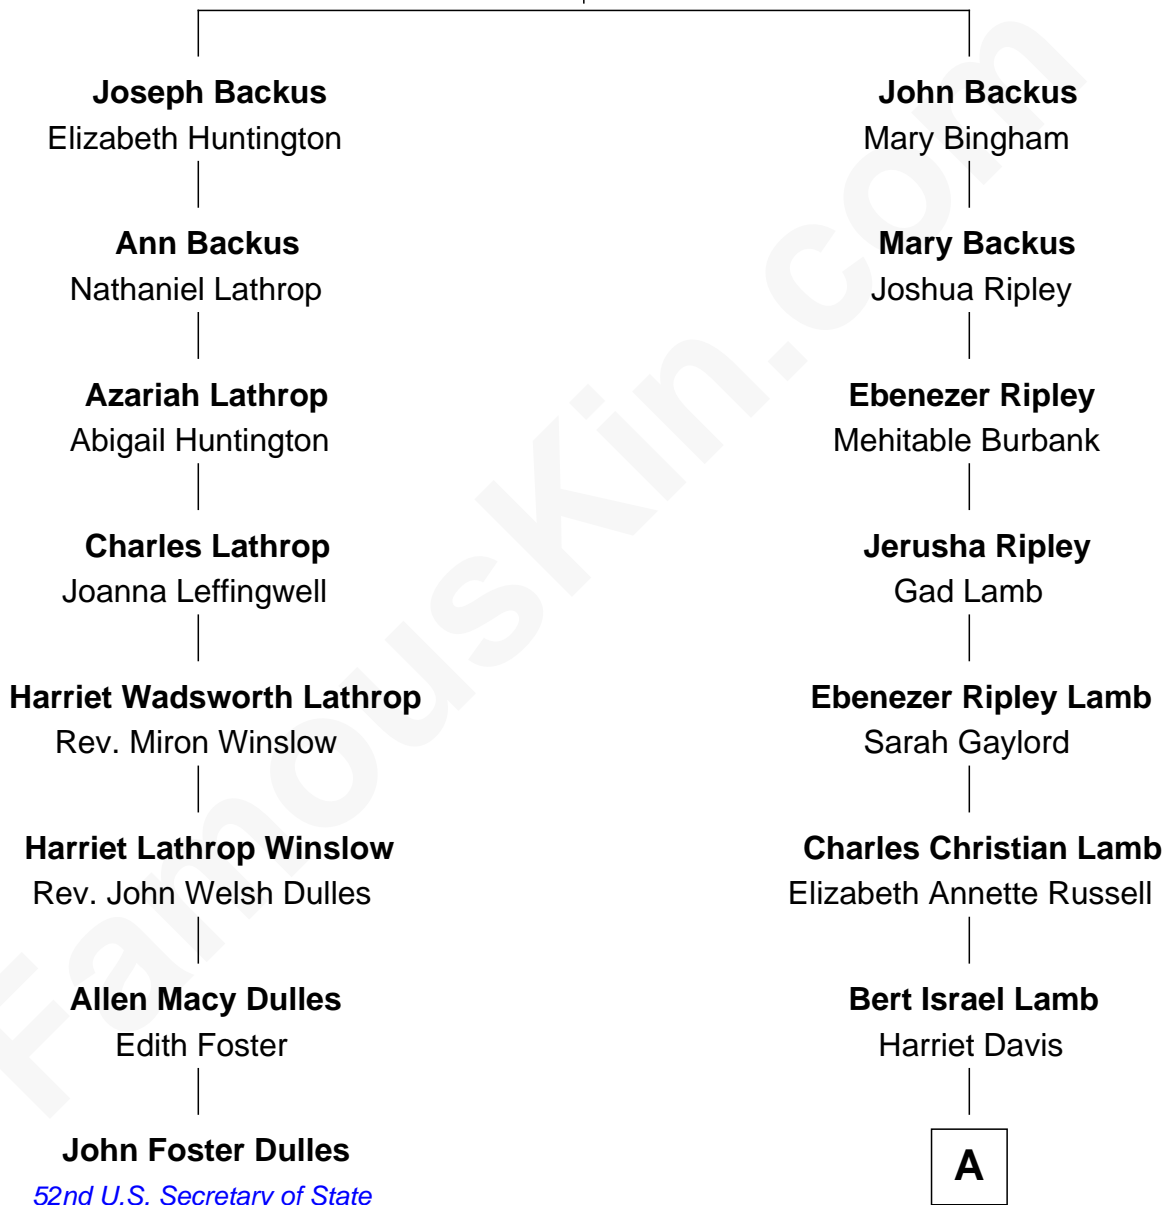 Joseph Backus
Elizabeth Huntington
Ann Backus
Nathaniel Lathrop
Azariah Lathrop
Abigail Huntington
Charles Lathrop
Joanna Leffingwell
Harriet Wadsworth Lathrop
Rev. Miron Winslow
Harriet Lathrop Winslow
Rev. John Welsh Dulles
Allen Macy Dulles
Edith Foster
John Foster Dulles
52nd U.S. Secretary of State
John Backus
Mary Bingham
Mary Backus
Joshua Ripley
Ebenezer Ripley
Mehitable Burbank
Jerusha Ripley
Gad Lamb
Ebenezer Ripley Lamb
Sarah Gaylord
Charles Christian Lamb
Elizabeth Annette Russell
Bert Israel Lamb
Harriet Davis
A
FamousKin.com